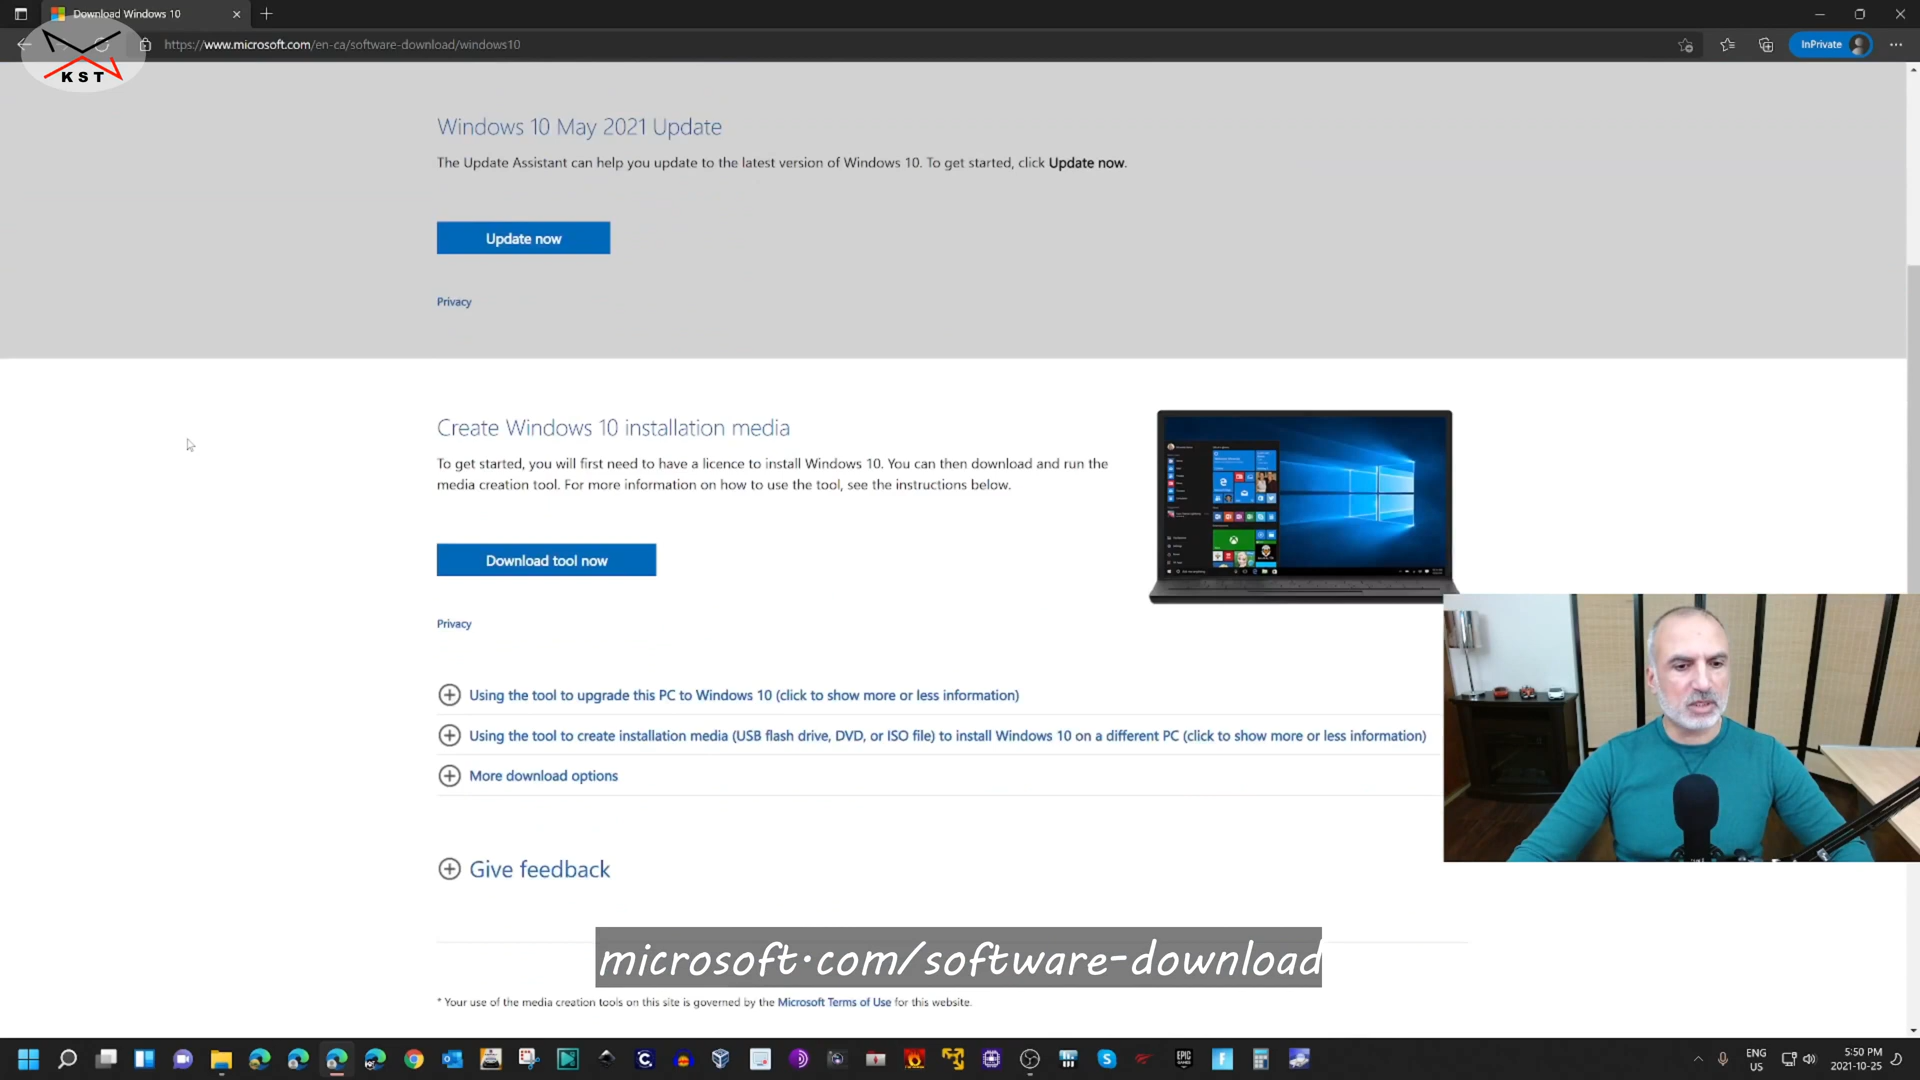 Download Windows 10
https://www.microsoft.com/en-ca/software-download/windows10
InPrivate
KST
Windows 10 May 2021 Update
The Update Assistant can help you update to the latest version of Windows 10. To get started, click Update now.
Update now
Privacy
Create Windows 10 installation media
To get started, you will first need to have a licence to install Windows 10. You can then download and run the
media creation tool. For more information on how to use the tool, see the instructions below.
Download tool now
Privacy
Using the tool to upgrade this PC to Windows 10 (click to show more or less information)
Using the tool to create installation media (USB flash drive, DVD, or ISO file) to install Windows 10 on a different PC (click to show more or less information)
More download options
Give feedback
microsoft.com/software-download
* Your use of the media creation tools on this site is governed by the Microsoft Terms of Use for this website.
ENG
US
5:50 PM
2021-10-25